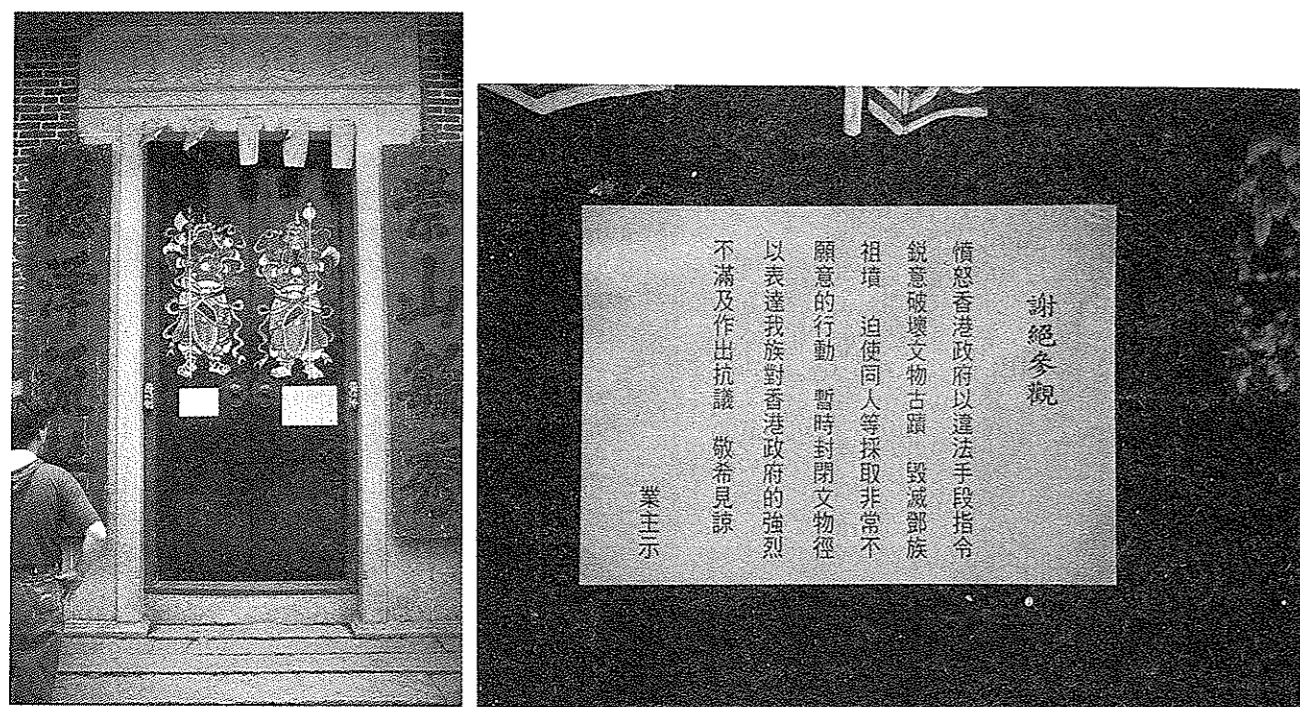 謝絕參觀
憤怒香港政府以違法手段指令
銳意破壞文物古蹟　毀滅鄧族
祖墳　迫使同人等採取非常不
願意的行動　暫時封閉文物徑
以表達我族對香港政府的強烈
不滿及作出抗議　敬希見諒
業主示